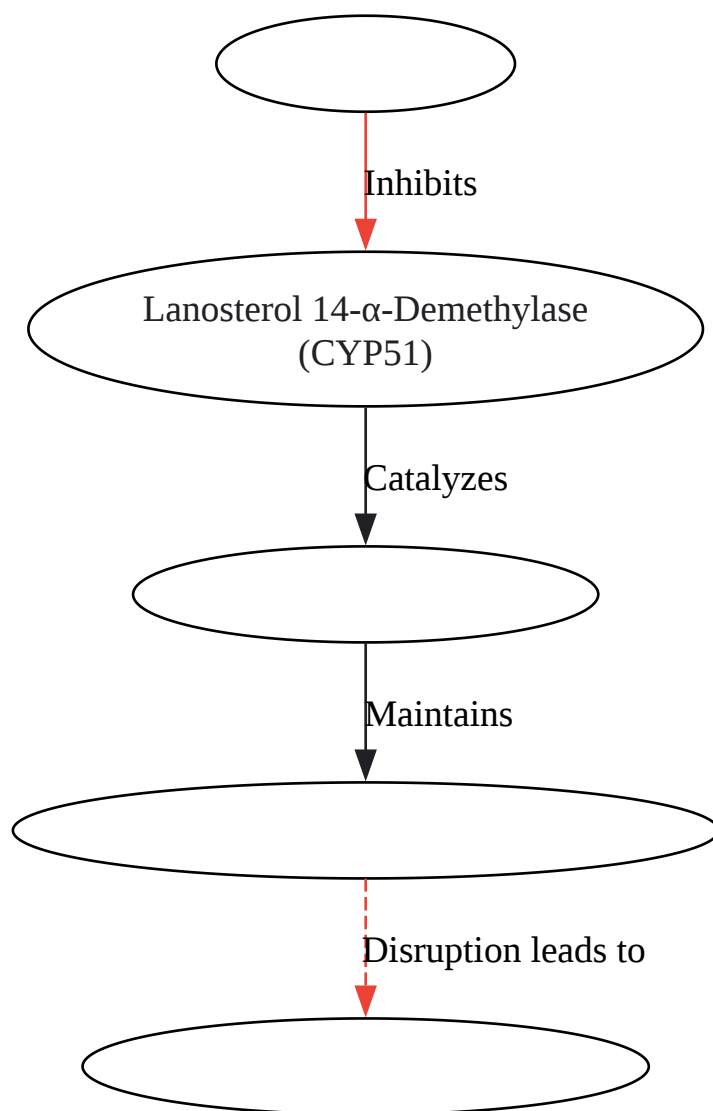 Inhibits
Lanosterol 14-α-Demethylase
(CYP51)
Catalyzes
Maintains
Disruption leads to